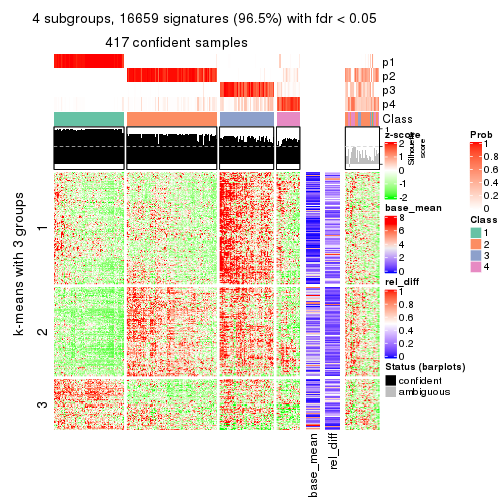 4 subgroups, 16659 signatures (96.5%) with fdr < 0.05
417 confident samples
p1
p2
p3
p4
Class
1
Silhouette
score
z-score
2
1
0
-1
-2
base_mean
8
6
4
2
0
rel_diff
1
0.8
0.6
0.4
0.2
0
Status (barplots)
confident
ambiguous
Prob
1
0.8
0.6
0.4
0.2
0
Class
1
2
3
4
k-means with 3 groups
1
2
3
base_mean
rel_diff